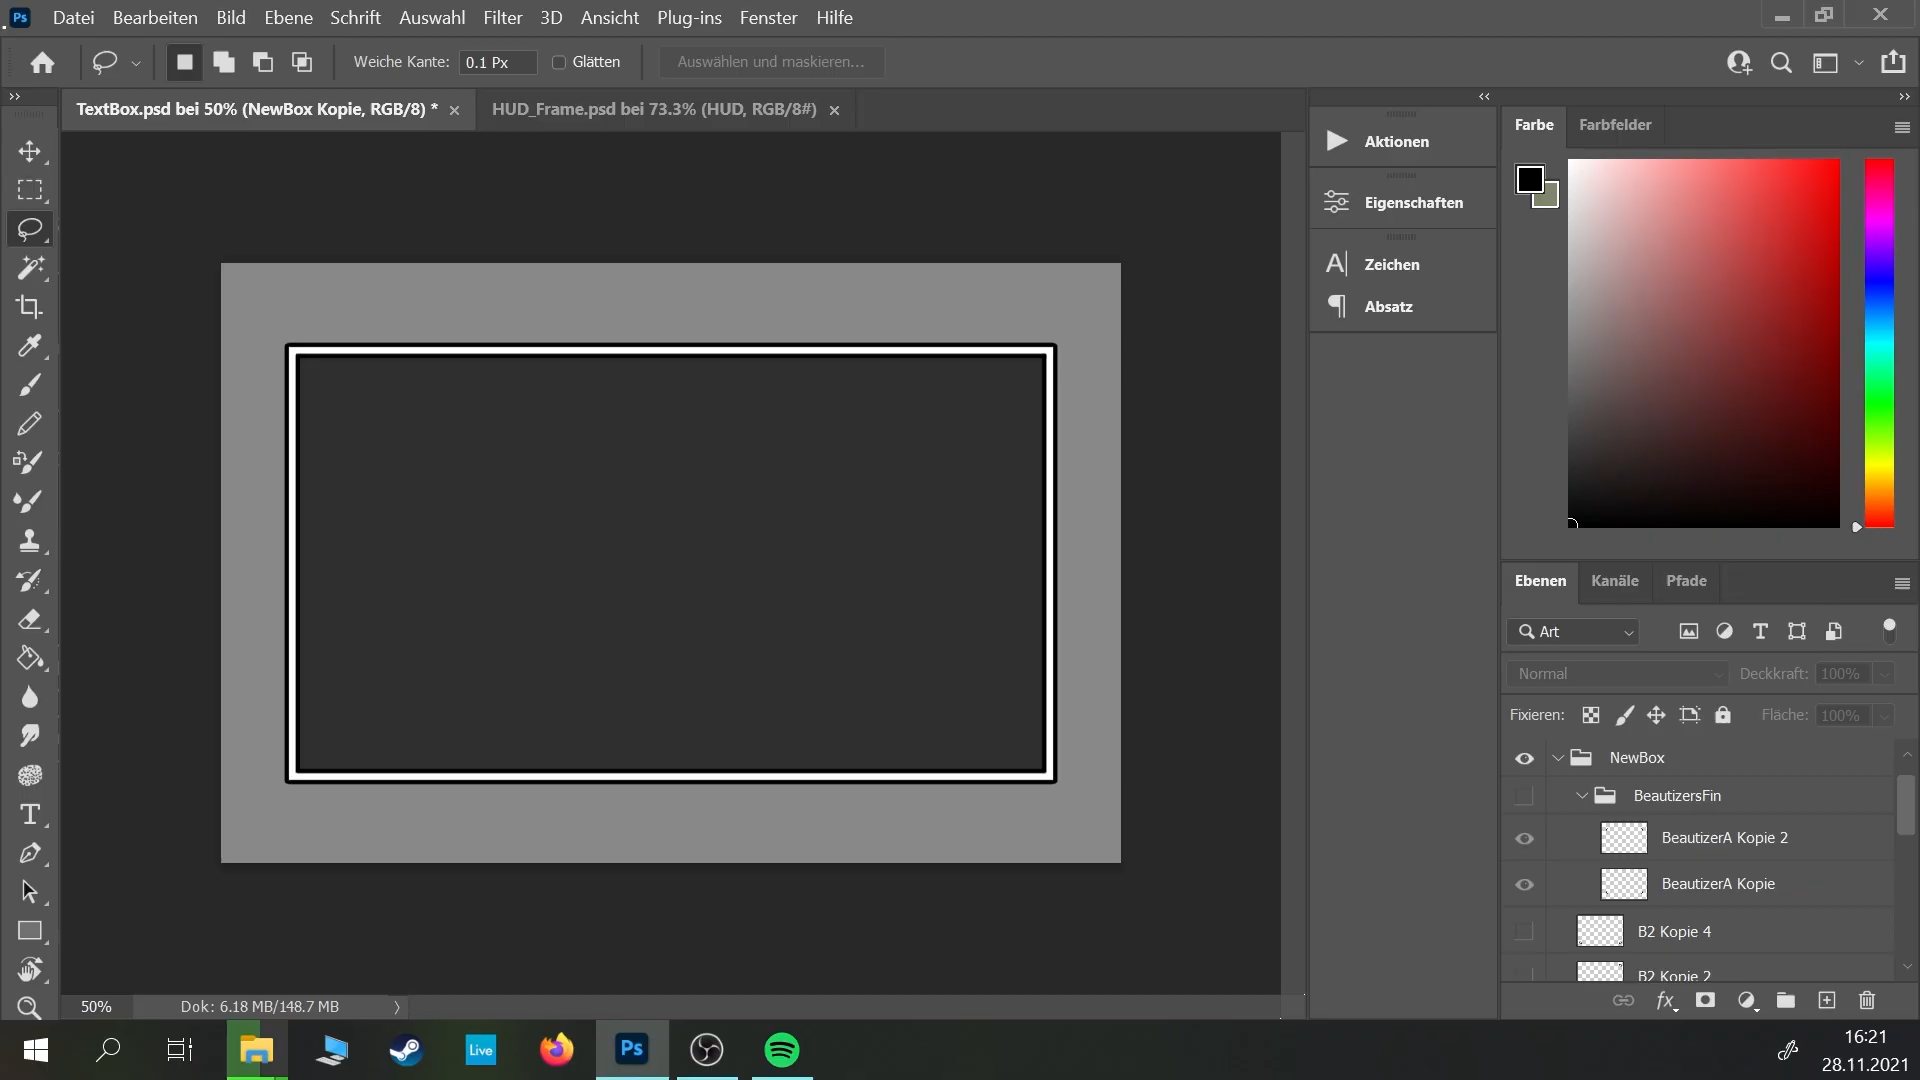 Ps Datei Bearbeiten Bild Ebene Schrift Auswahl Filter 3D Ansicht Plug-ins Fenster Hilfe
Weiche Kante: 0.1 Px Glätten Auswählen und maskieren...
TextBox.psd bei 50% (NewBox Kopie, RGB/8) * HUD_Frame.psd bei 73.3% (HUD, RGB/8#)
Aktionen
Eigenschaften
Zeichen
Absatz
Farbe Farbfelder
Ebenen Kanäle Pfade
Art
Normal Deckkraft: 100%
Fixieren: Fläche: 100%
NewBox
BeautizersFin
BeautizerA Kopie 2
BeautizerA Kopie
B2 Kopie 4
B2 Kopie 2
50% Dok: 6.18 MB/148.7 MB
Live Ps
16:21
28.11.2021